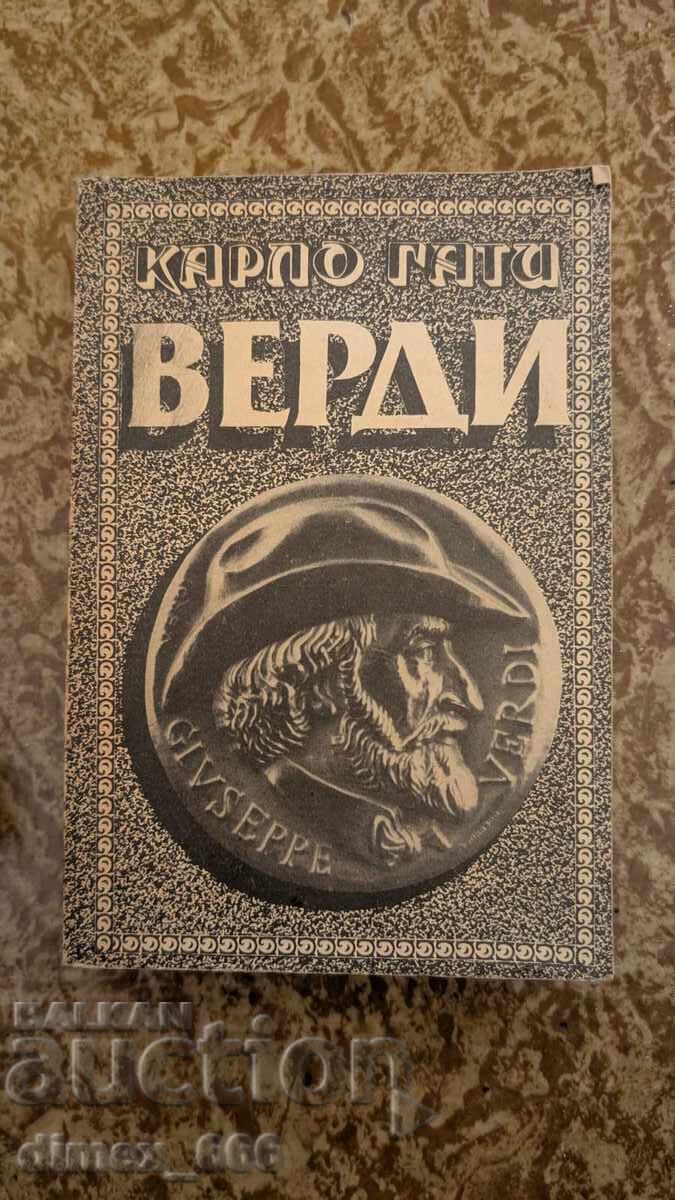 КАРЛО ГАТИ
ВЕРДИ
GIVSEPPE VERDI
BALKAN
auction
dimex_666